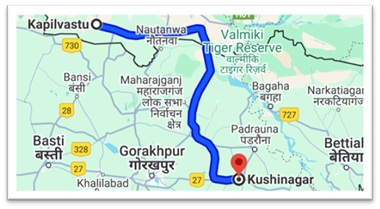 Kapilvastu
Nautanwa
नौतनवा
Valmiki
Tiger Reserve
वाल्मीकि
टाइगर रिज़र्व
730
Bansi
बंसी
Maharajganj
महाराजगंज
लोक सभा
निर्वाचन
क्षेत्र
Bagaha
बगहा
Narkatiaganj
नरकटियागंज
727
Padrauna
पडरौना
Basti
बस्ती
328
27
Gorakhpur
गोरखपुर
Khalilabad
27
Kushinagar
Bettiah
बेतिया